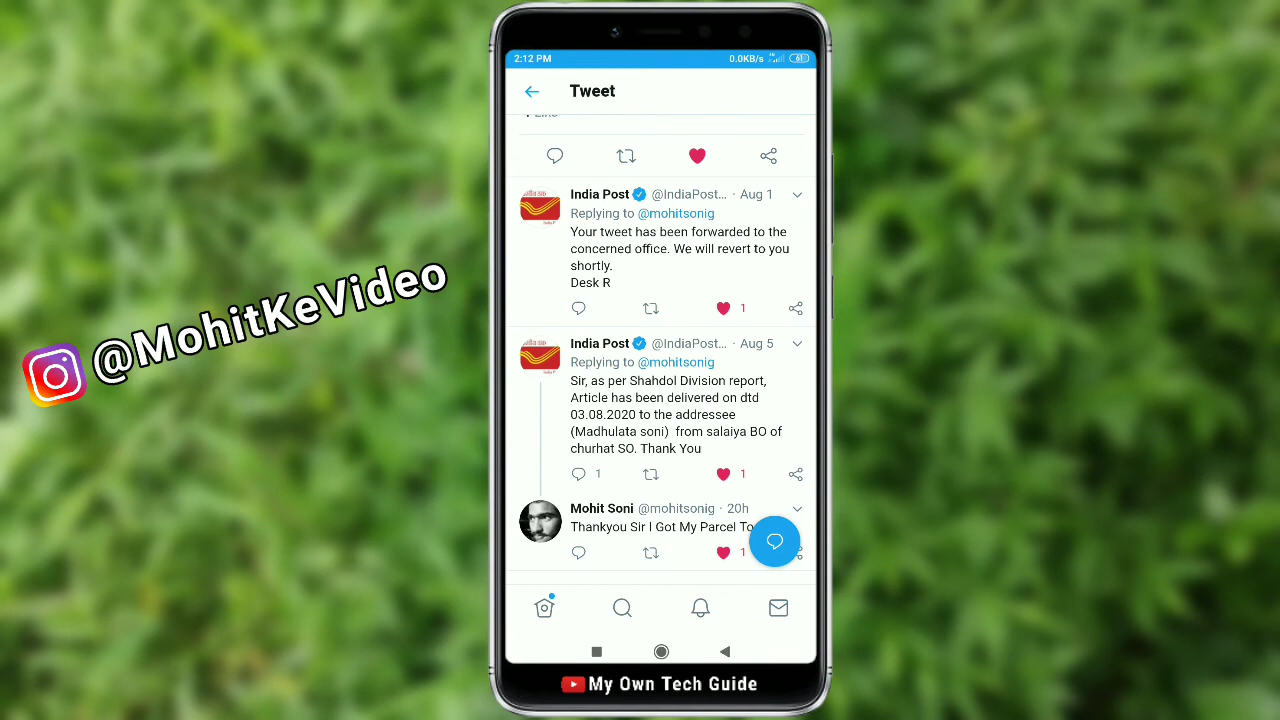 2:12 PM
0.0KB/s
61
Tweet
India Post @IndiaPost... · Aug 1
Replying to @mohitsonig
Your tweet has been forwarded to the
concerned office. We will revert to you
shortly.
Desk R
1
India Post @IndiaPost... · Aug 5
Replying to @mohitsonig
Sir, as per Shahdol Division report,
Article has been delivered on dtd
03.08.2020 to the addressee
(Madhulata soni) from salaiya BO of
churhat SO. Thank You
1
1
Mohit Soni @mohitsonig · 20h
Thankyou Sir I Got My Parcel
1
@MohitKeVideo
My Own Tech Guide